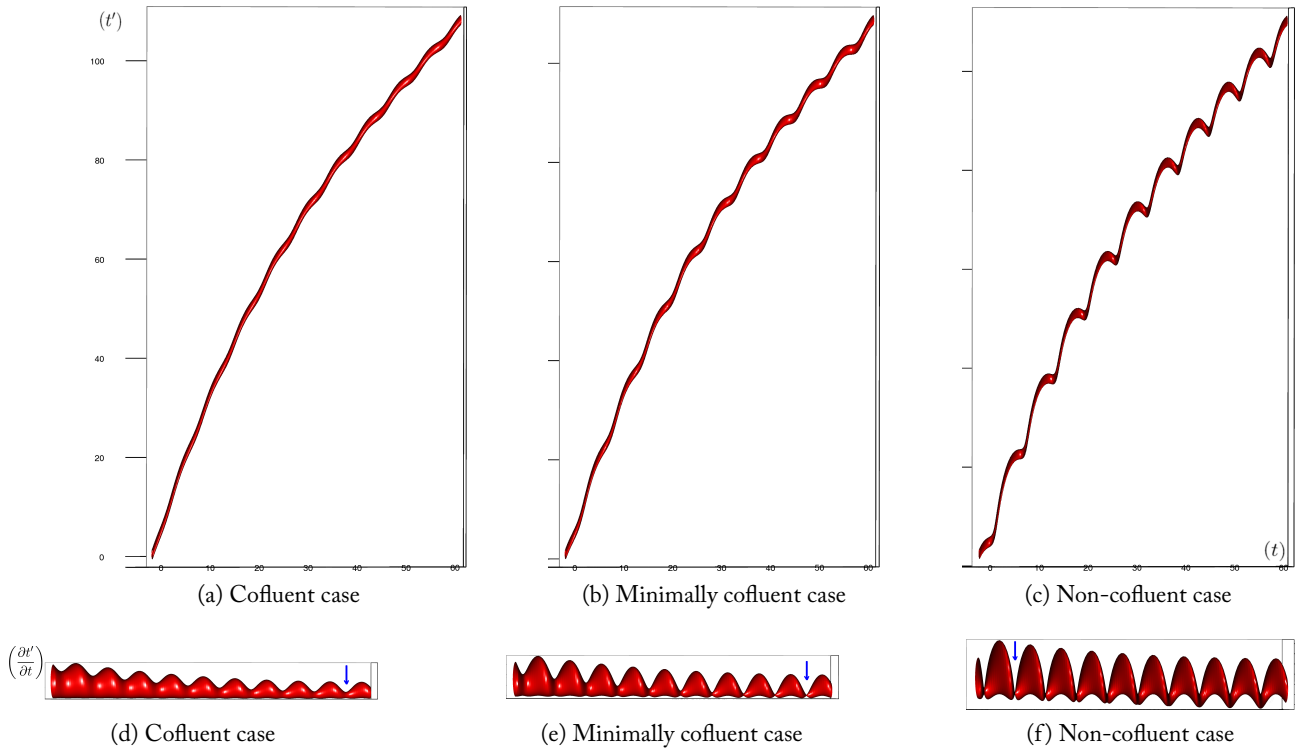 (t′)
100
80
60
40
20
0
0 20 30 40 50 60
0 10 20 30 40 50 60
0 10 20 30 40 50 60
(t)
(a) Cofluent case
(b) Minimally cofluent case
(c) Non-cofluent case
(∂t′/∂t)
(d) Cofluent case
(e) Minimally cofluent case
(f) Non-cofluent case